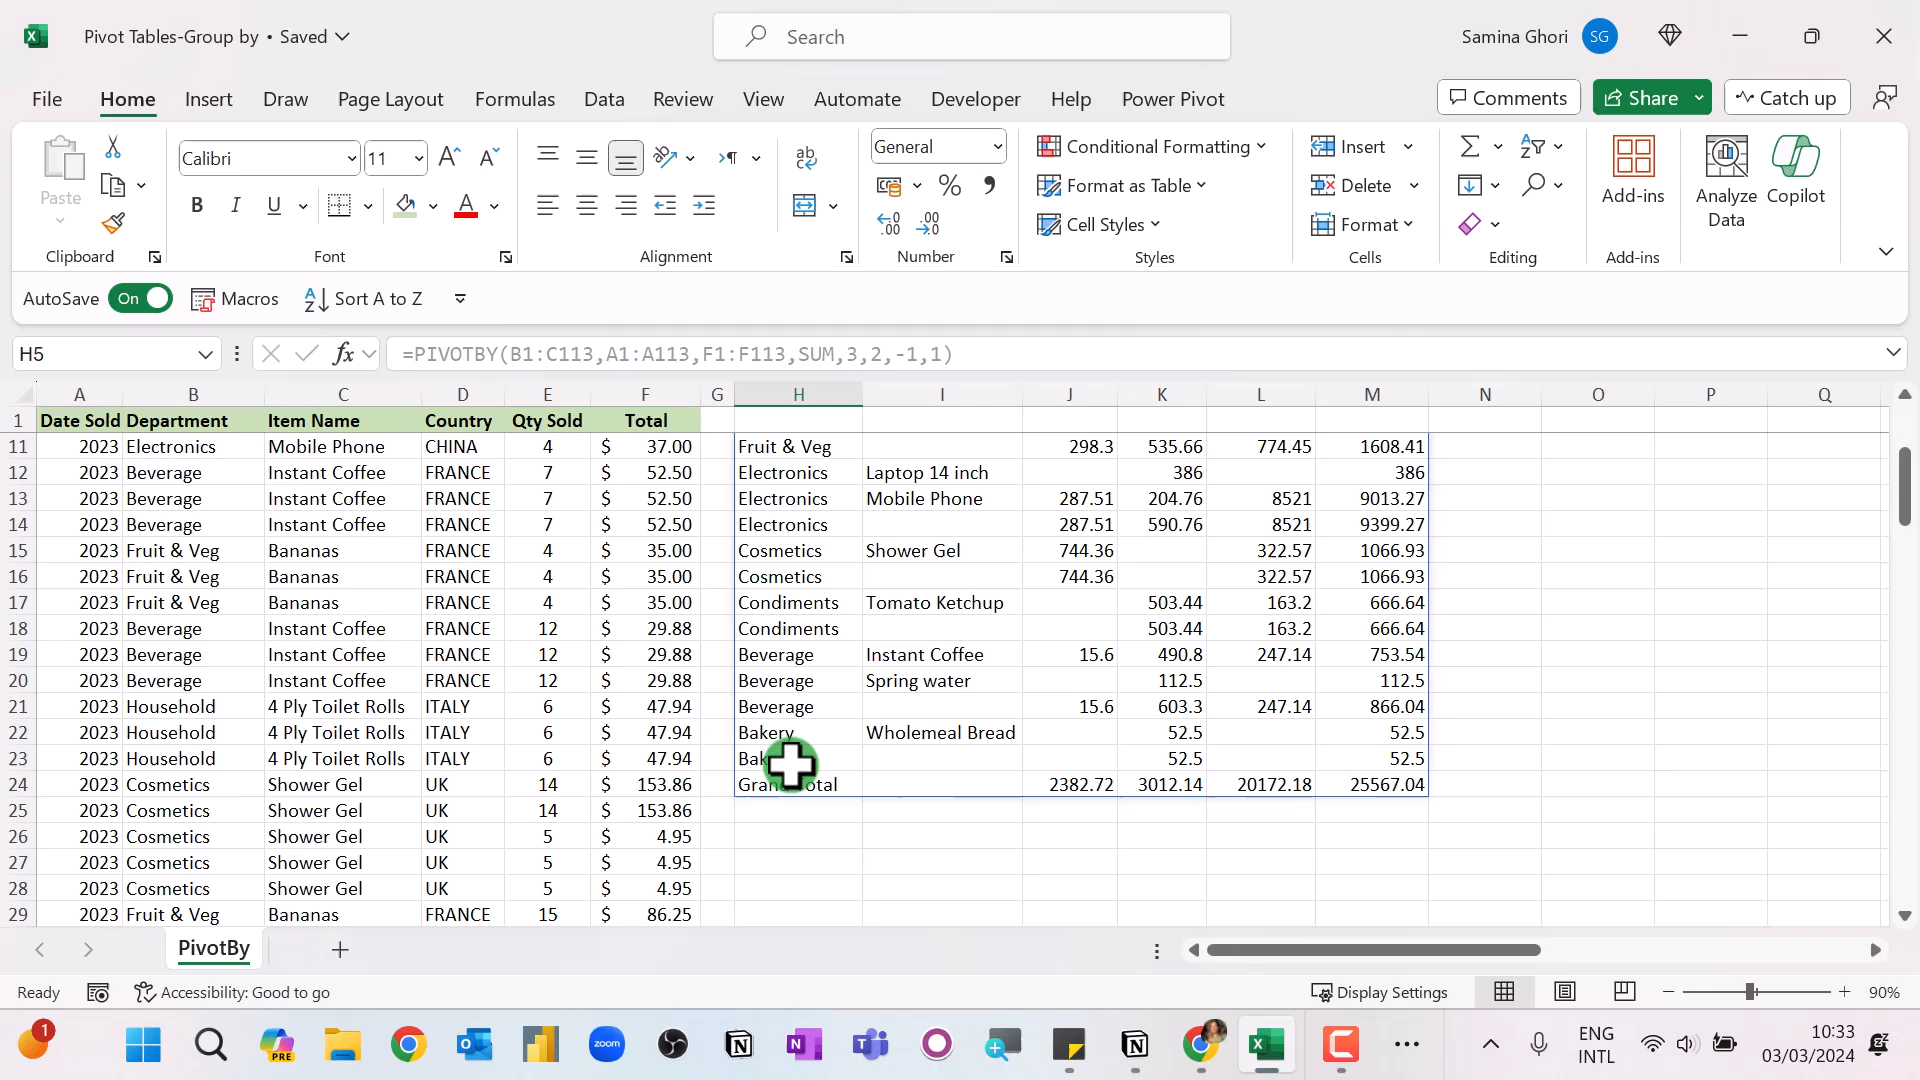 Pivot Tables-Group by • Saved
Search
Samina Ghori
SG
File Home Insert Draw Page Layout Formulas Data Review View Automate Developer Help Power Pivot
Comments Share Catch up
Paste
Calibri 11
General
Conditional Formatting
Format as Table
Cell Styles
Insert
Delete
Format
Add-ins
Analyze Data
Copilot
Clipboard Font Alignment Number Styles Cells Editing Add-ins
AutoSave On Macros Sort A to Z
H5 fx =PIVOTBY(B1:C113,A1:A113,F1:F113,SUM,3,2,-1,1)
A B C D E F G H I J K L M N O P Q
1 Date Sold Department Item Name Country Qty Sold Total
11 2023 Electronics Mobile Phone CHINA 4 $ 37.00 Fruit & Veg 298.3 535.66 774.45 1608.41
12 2023 Beverage Instant Coffee FRANCE 7 $ 52.50 Electronics Laptop 14 inch 386 386
13 2023 Beverage Instant Coffee FRANCE 7 $ 52.50 Electronics Mobile Phone 287.51 204.76 8521 9013.27
14 2023 Beverage Instant Coffee FRANCE 7 $ 52.50 Electronics 287.51 590.76 8521 9399.27
15 2023 Fruit & Veg Bananas FRANCE 4 $ 35.00 Cosmetics Shower Gel 744.36 322.57 1066.93
16 2023 Fruit & Veg Bananas FRANCE 4 $ 35.00 Cosmetics 744.36 322.57 1066.93
17 2023 Fruit & Veg Bananas FRANCE 4 $ 35.00 Condiments Tomato Ketchup 503.44 163.2 666.64
18 2023 Beverage Instant Coffee FRANCE 12 $ 29.88 Condiments 503.44 163.2 666.64
19 2023 Beverage Instant Coffee FRANCE 12 $ 29.88 Beverage Instant Coffee 15.6 490.8 247.14 753.54
20 2023 Beverage Instant Coffee FRANCE 12 $ 29.88 Beverage Spring water 112.5 112.5
21 2023 Household 4 Ply Toilet Rolls ITALY 6 $ 47.94 Beverage 15.6 603.3 247.14 866.04
22 2023 Household 4 Ply Toilet Rolls ITALY 6 $ 47.94 Bakery Wholemeal Bread 52.5 52.5
23 2023 Household 4 Ply Toilet Rolls ITALY 6 $ 47.94 Bak 52.5 52.5
24 2023 Cosmetics Shower Gel UK 14 $ 153.86 Grand Total 2382.72 3012.14 20172.18 25567.04
25 2023 Cosmetics Shower Gel UK 14 $ 153.86
26 2023 Cosmetics Shower Gel UK 5 $ 4.95
27 2023 Cosmetics Shower Gel UK 5 $ 4.95
28 2023 Cosmetics Shower Gel UK 5 $ 4.95
29 2023 Fruit & Veg Bananas FRANCE 15 $ 86.25
PivotBy
Ready Accessibility: Good to go Display Settings 90%
1 PRE zoom ENG INTL 10:33 03/03/2024